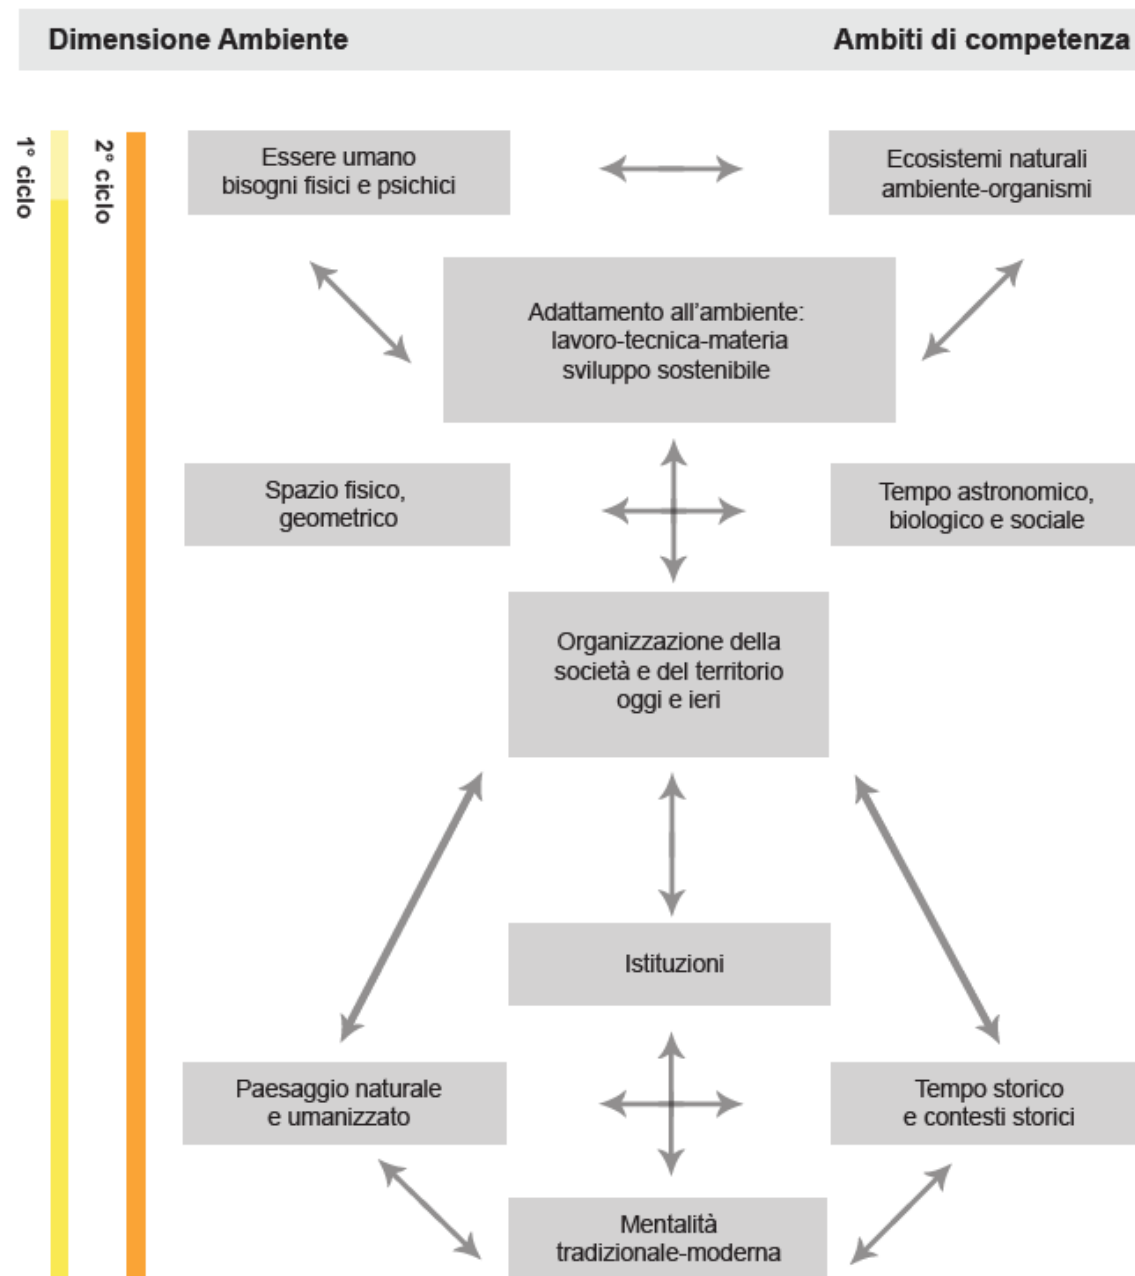 Dimensione Ambiente
Ambiti di competenza
1° ciclo
2° ciclo
Essere umano
bisogni fisici e psichici
Ecosistemi naturali
ambiente-organismi
Adattamento all'ambiente:
lavoro-tecnica-materia
sviluppo sostenibile
Spazio fisico,
geometrico
Tempo astronomico,
biologico e sociale
Organizzazione della
società e del territorio
oggi e ieri
Istituzioni
Paesaggio naturale
e umanizzato
Tempo storico
e contesti storici
Mentalità
tradizionale-moderna